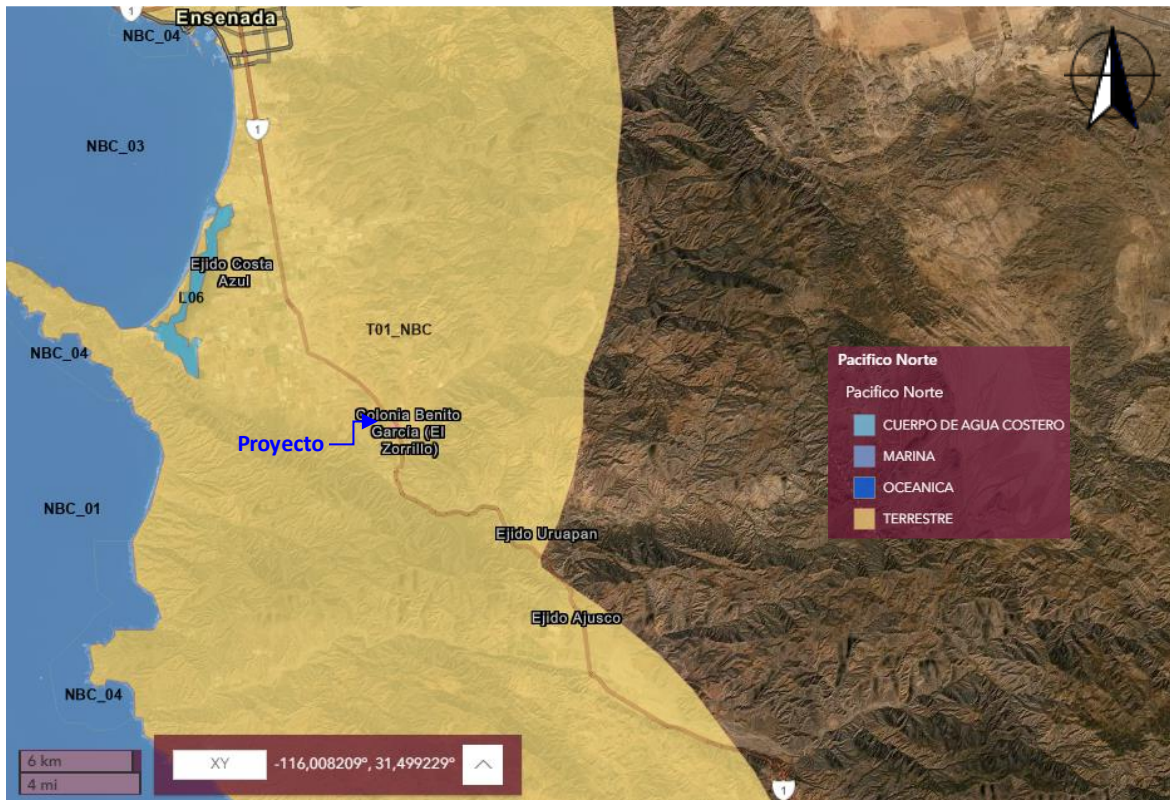 1
Ensenada
NBC_04
1
NBC_03
Ejido Costa
Azul
L06
T01_NBC
NBC_04
Pacifico Norte
Pacifico Norte
CUERPO DE AGUA COSTERO
MARINA
OCEANICA
TERRESTRE
Colonia Benito
García (El
Zorrillo)
Proyecto
NBC_01
Ejido Uruapan
Ejido Ajusco
NBC_04
6 km
4 mi
XY
-116,008209°, 31,499229°
1